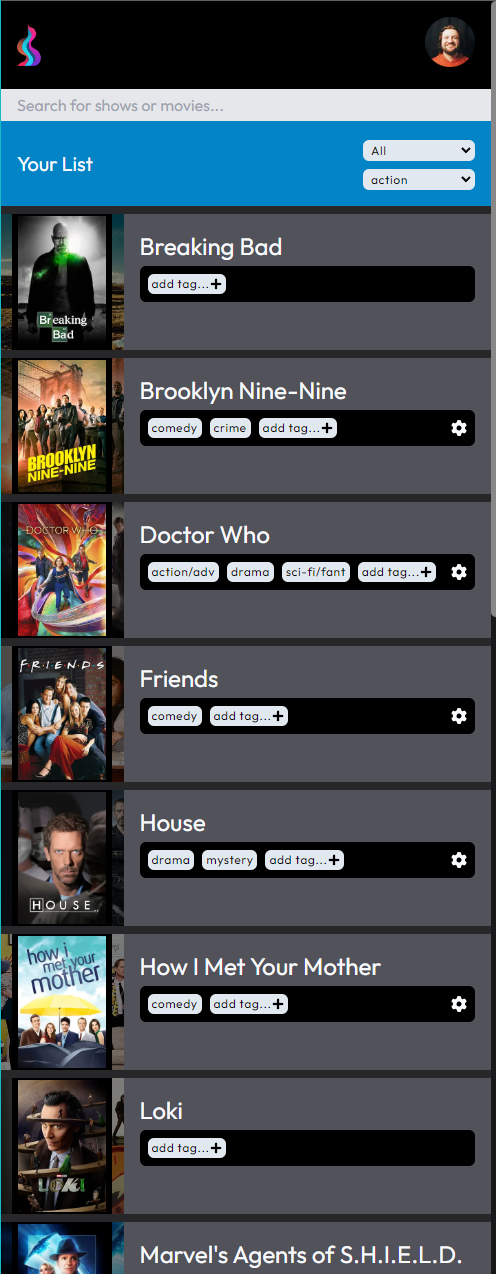 Search for shows or movies...
Your List
All
action
Breaking Bad
add tag...
Breaking
Bad
Brooklyn Nine-Nine
comedy crime add tag...
BROOKLYN
NINE-NINE
Doctor Who
action/adv drama sci-fi/fant add tag...
DOCTOR WHO
Friends
comedy add tag...
F·R·I·E·N·D·S
House
drama mystery add tag...
HOUSE
How I Met Your Mother
comedy add tag...
how i
met your
mother
Loki
add tag...
LOKI
Marvel's Agents of S.H.I.E.L.D.